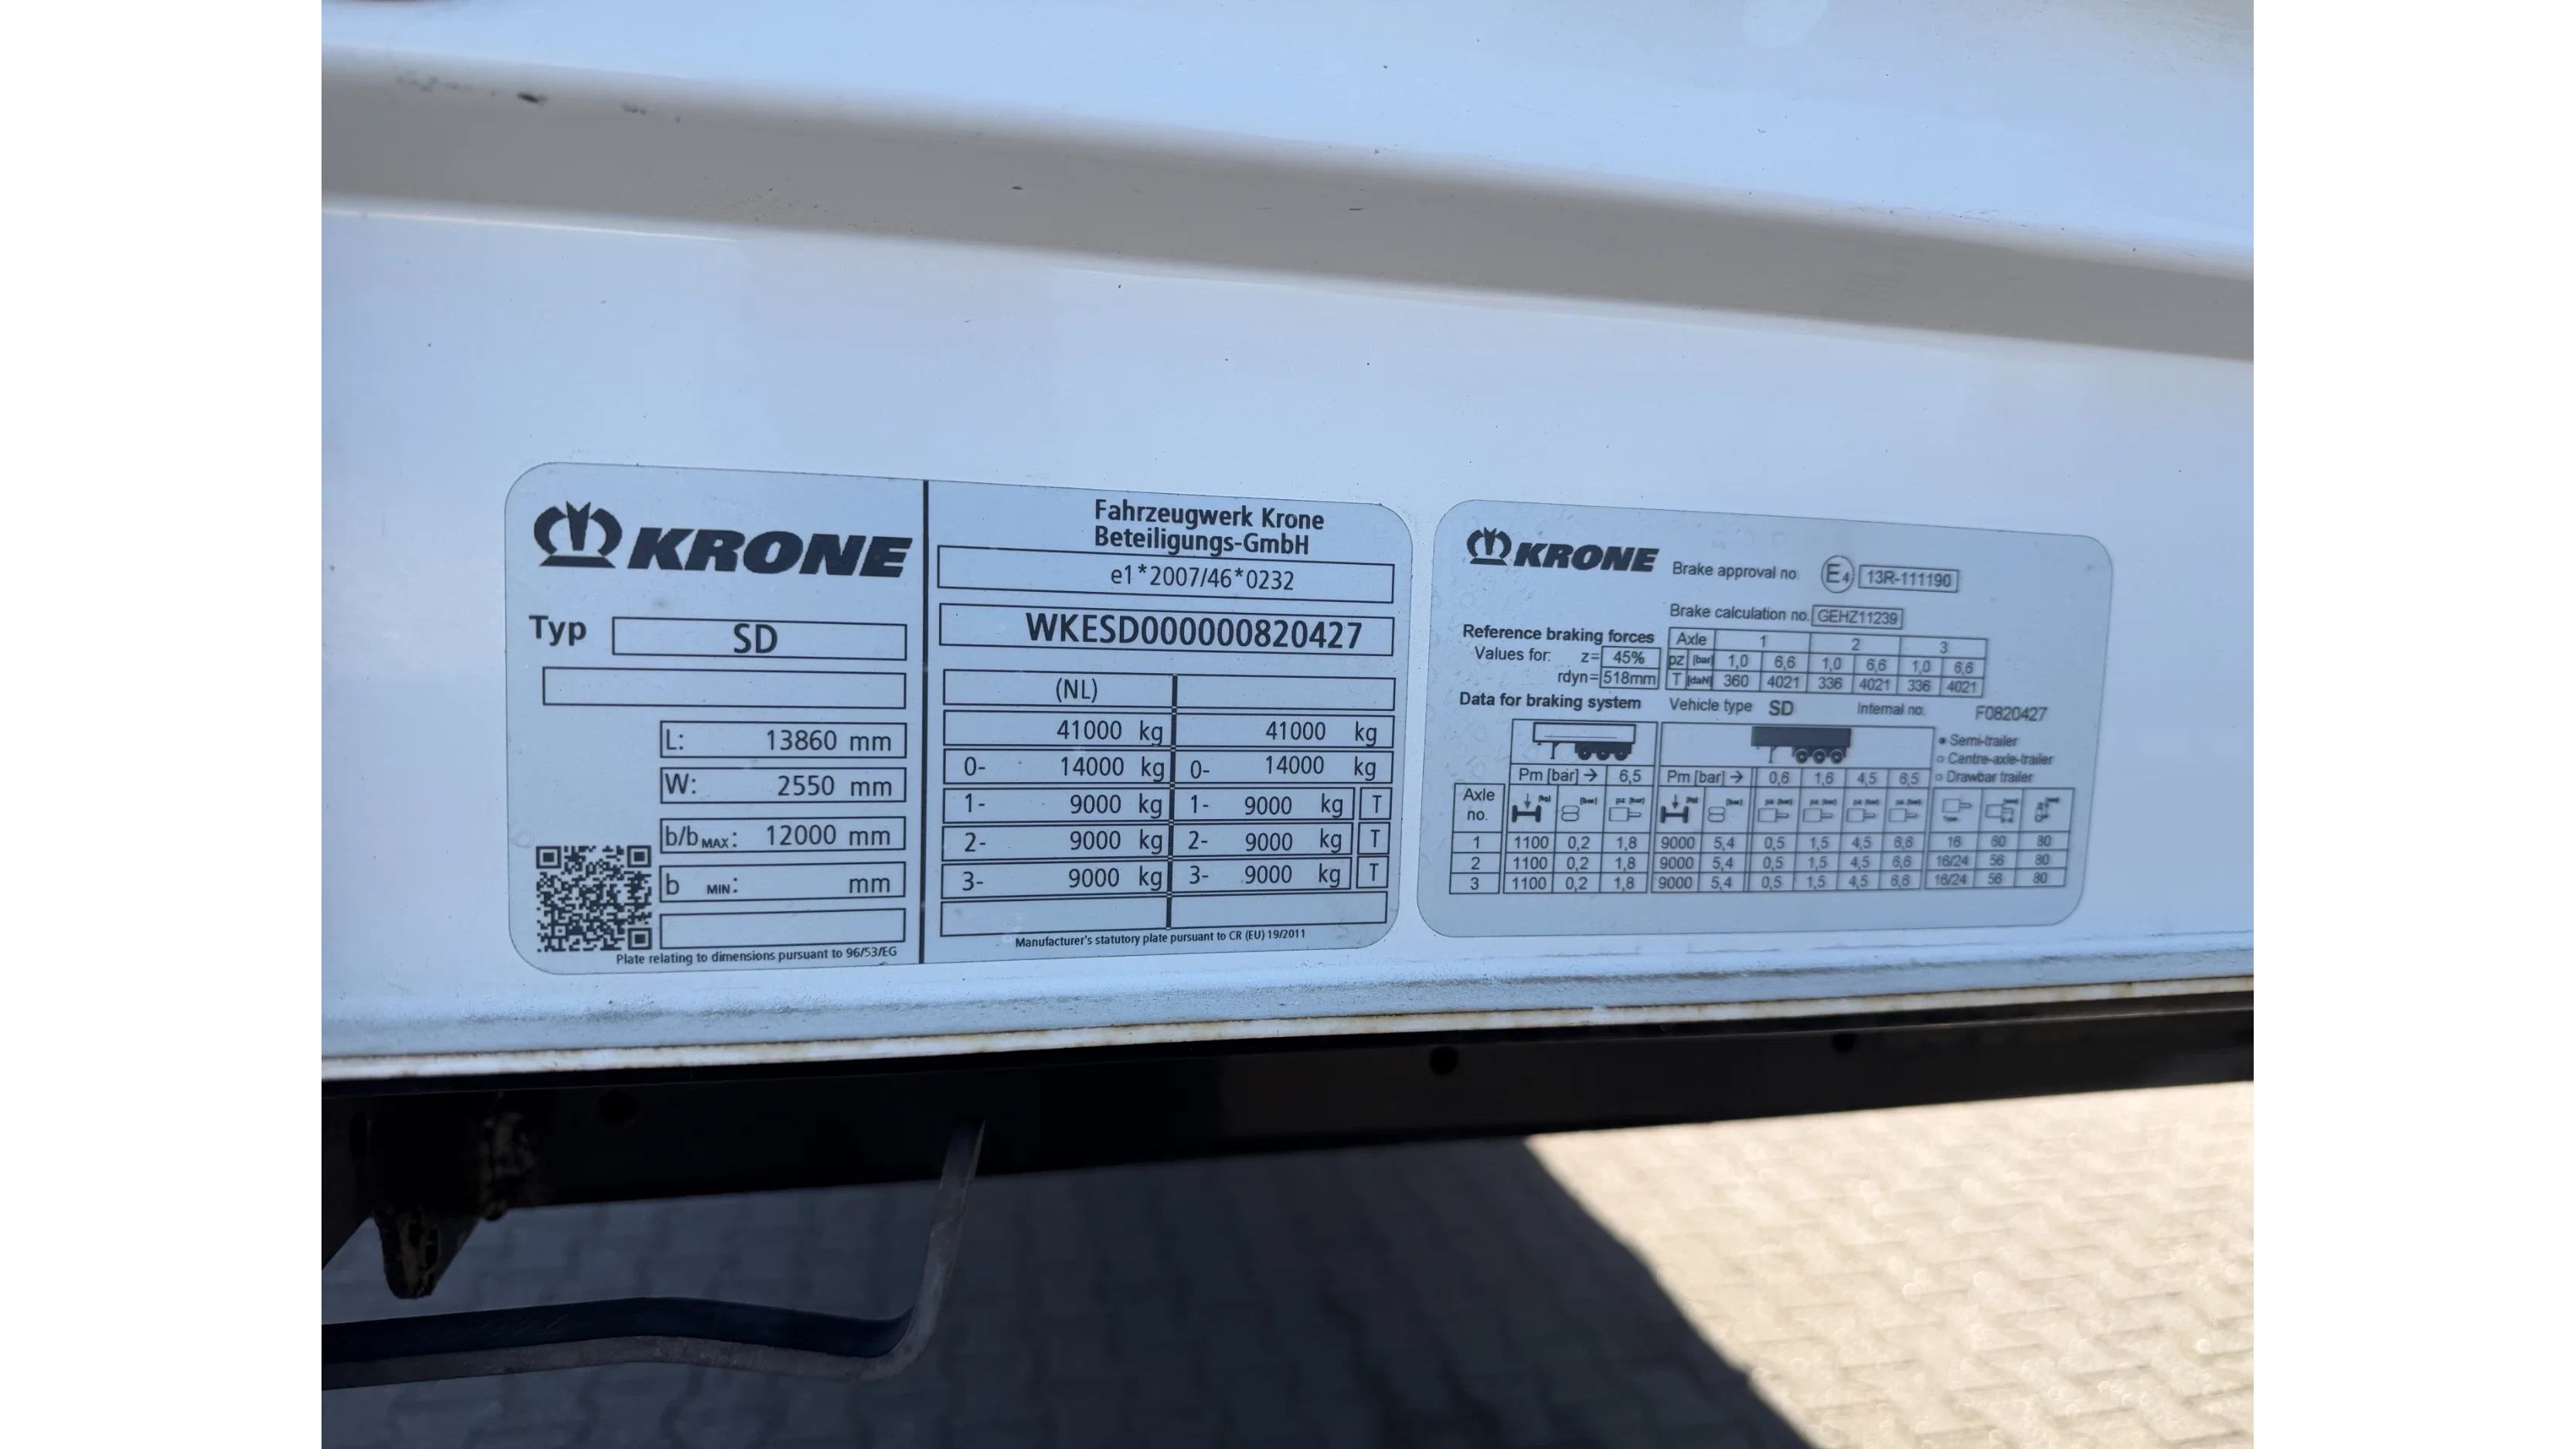 KRONE
Typ SD
L: 13860 mm
W: 2550 mm
b/b MAX: 12000 mm
b MIN: mm
Plate relating to dimensions pursuant to 96/53/EG
Fahrzeugwerk Krone
Beteiligungs-GmbH
e1*2007/46*0232
WKESD000000820427
(NL)
41000 kg 41000 kg
0- 14000 kg 0- 14000 kg
1- 9000 kg 1- 9000 kg T
2- 9000 kg 2- 9000 kg T
3- 9000 kg 3- 9000 kg T
Manufacturer's statutory plate pursuant to CR (EU) 19/2011
KRONE
Brake approval no. E4 13R-111190
Brake calculation no. GEHZ11239
Reference braking forces
Values for: z= 45%
rdyn= 518mm
Axle 1 2 3
pz [bar] 1,0 6,6 1,0 6,6 1,0 6,6
T [daN] 360 4021 336 4021 336 4021
Data for braking system Vehicle type SD Internal no. F0820427
Semi-trailer
Centre-axle-trailer
Drawbar trailer
Pm [bar] → 6,5 Pm [bar] → 0,6 1,6 4,5 6,5
Axle
no.
1 1100 0,2 1,8 9000 5,4 0,5 1,5 4,5 6,6 16 60 80
2 1100 0,2 1,8 9000 5,4 0,5 1,5 4,5 6,6 16/24 56 80
3 1100 0,2 1,8 9000 5,4 0,5 1,5 4,5 6,6 16/24 56 80